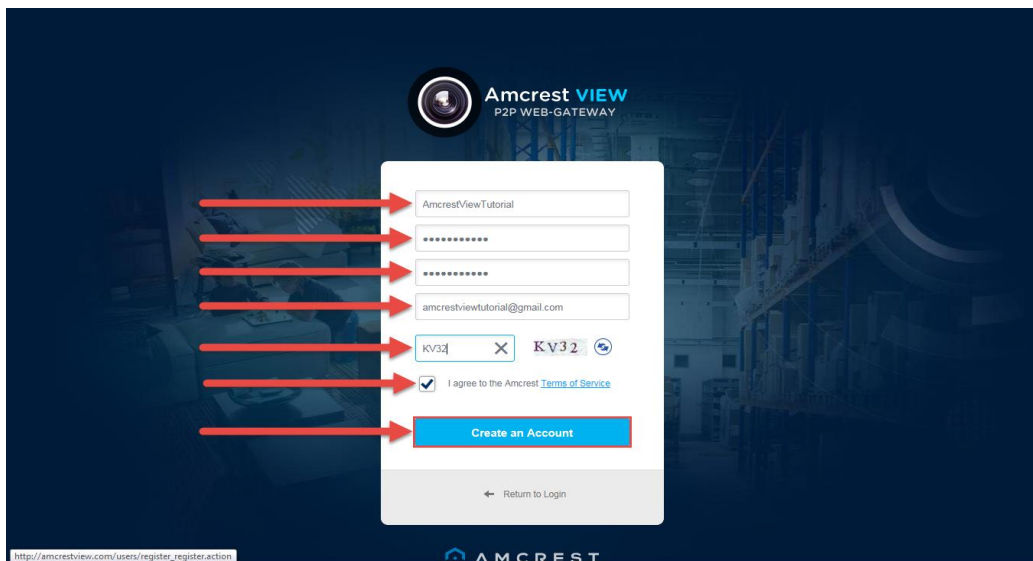 Amcrest VIEW
P2P WEB-GATEWAY
AmcrestViewTutorial
•••••••••••
•••••••••••
amcrestviewtutorial@gmail.com
KV32 KV32
I agree to the Amcrest Terms of Service
Create an Account
Return to Login
AMCREST
http://amcrestview.com/users/register_register.action